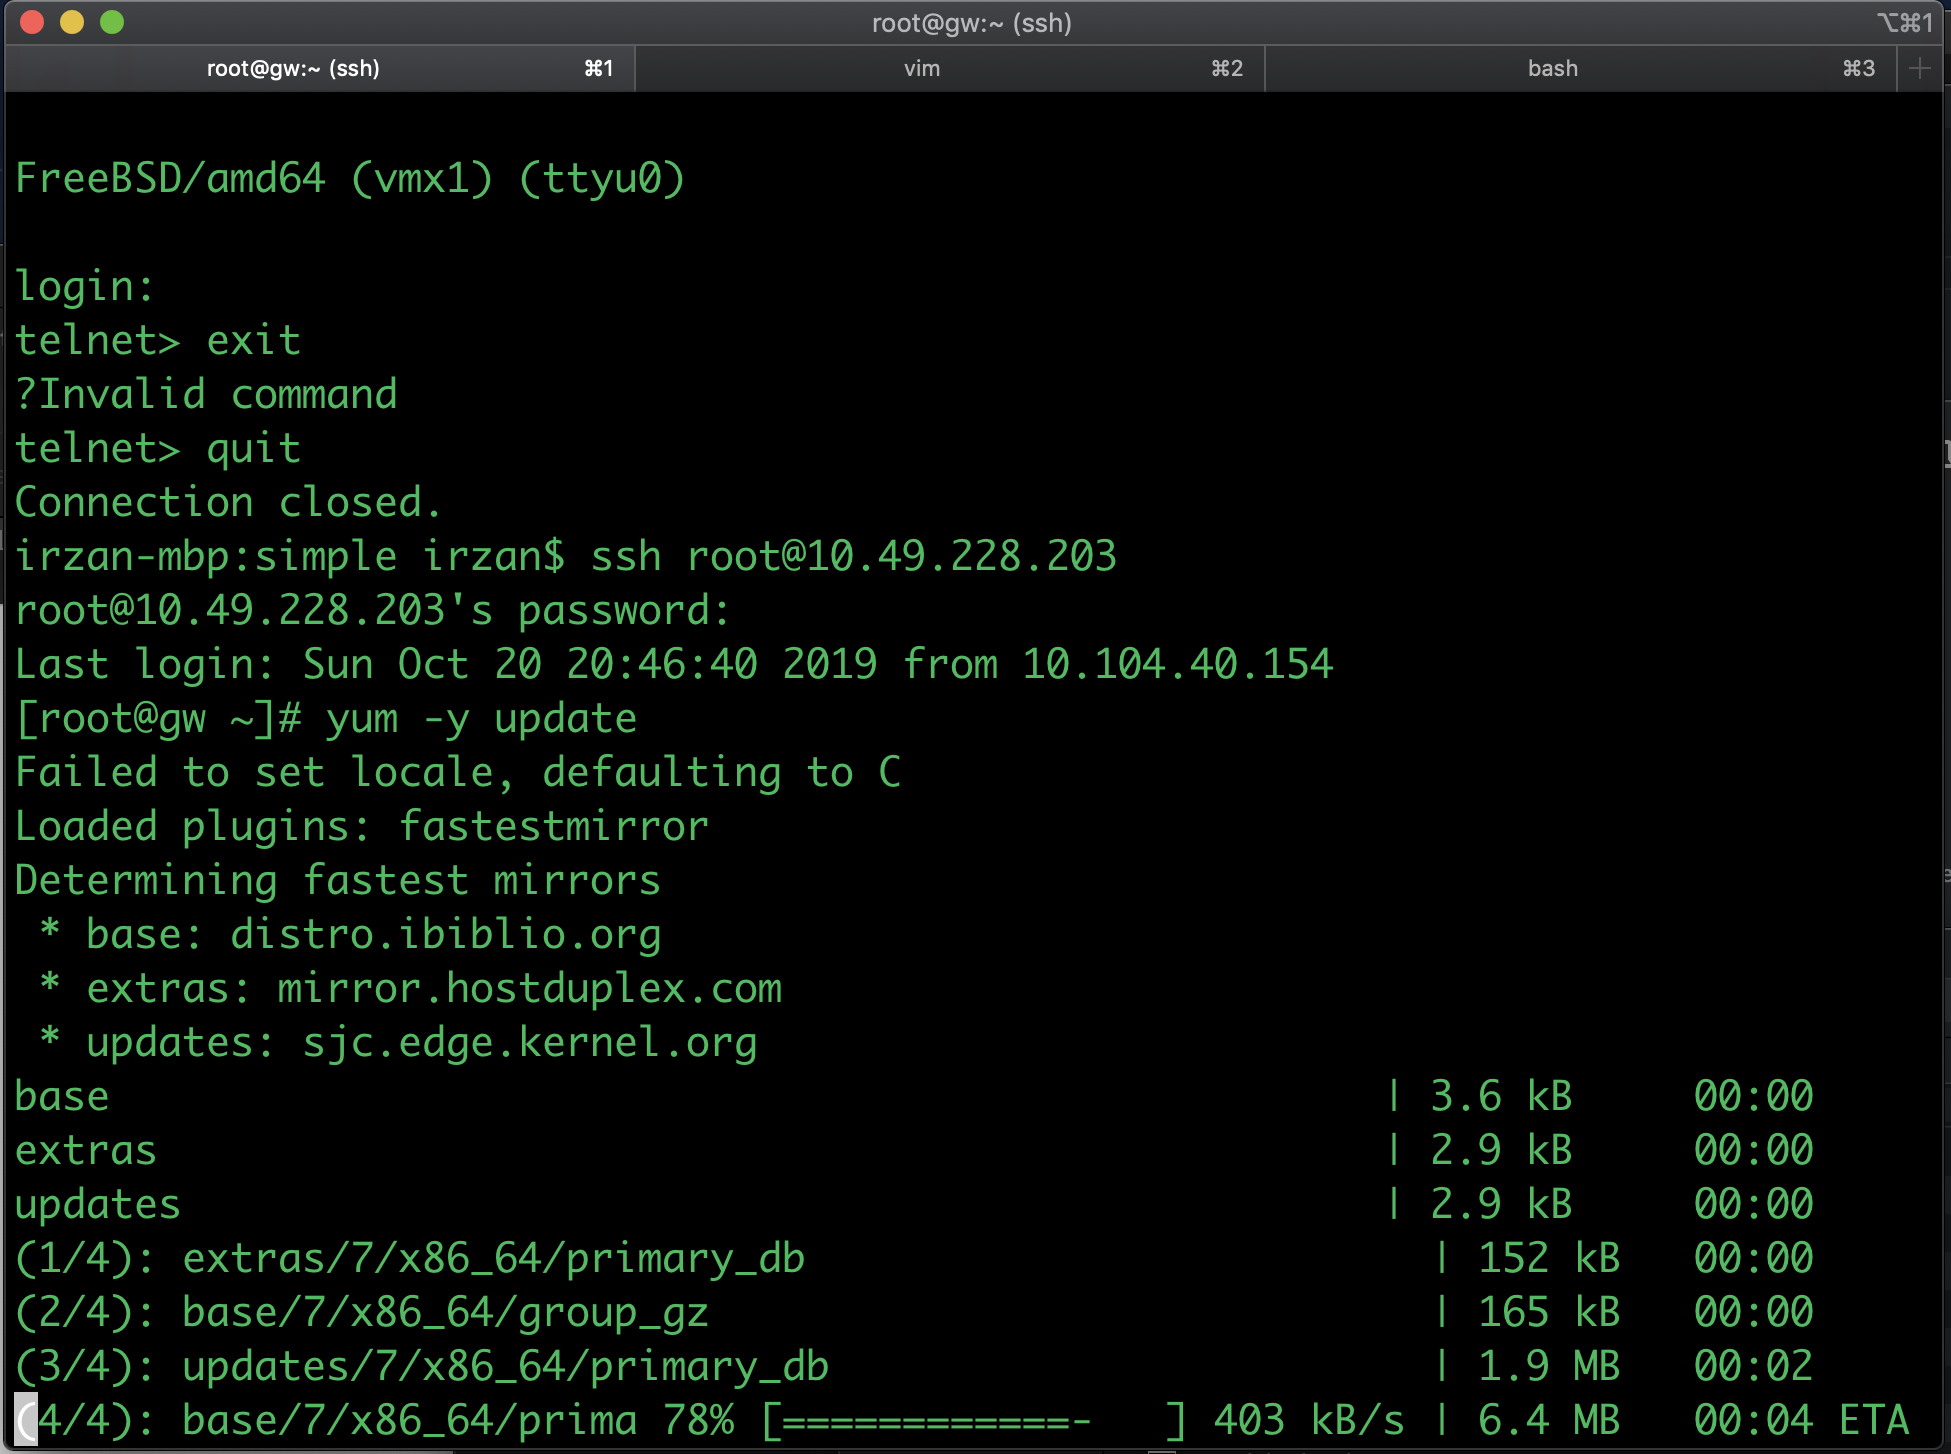 root@gw:~ (ssh) ⌥⌘1
root@gw:~ (ssh) ⌘1 vim ⌘2 bash ⌘3 +
FreeBSD/amd64 (vmx1) (ttyu0)
login:
telnet> exit
?Invalid command
telnet> quit
Connection closed.
irzan-mbp:simple irzan$ ssh root@10.49.228.203
root@10.49.228.203's password:
Last login: Sun Oct 20 20:46:40 2019 from 10.104.40.154
[root@gw ~]# yum -y update
Failed to set locale, defaulting to C
Loaded plugins: fastestmirror
Determining fastest mirrors
 * base: distro.ibiblio.org
 * extras: mirror.hostduplex.com
 * updates: sjc.edge.kernel.org
base | 3.6 kB 00:00
extras | 2.9 kB 00:00
updates | 2.9 kB 00:00
(1/4): extras/7/x86_64/primary_db | 152 kB 00:00
(2/4): base/7/x86_64/group_gz | 165 kB 00:00
(3/4): updates/7/x86_64/primary_db | 1.9 MB 00:02
(4/4): base/7/x86_64/prima 78% [============-   ] 403 kB/s | 6.4 MB 00:04 ETA